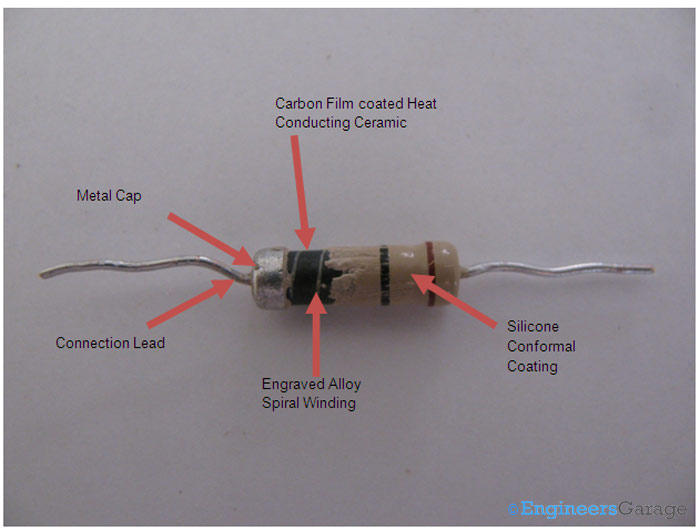 Carbon Film coated Heat
Conducting Ceramic
Metal Cap
Connection Lead
Silicone
Conformal
Coating
Engraved Alloy
Spiral Winding
EngineersGarage